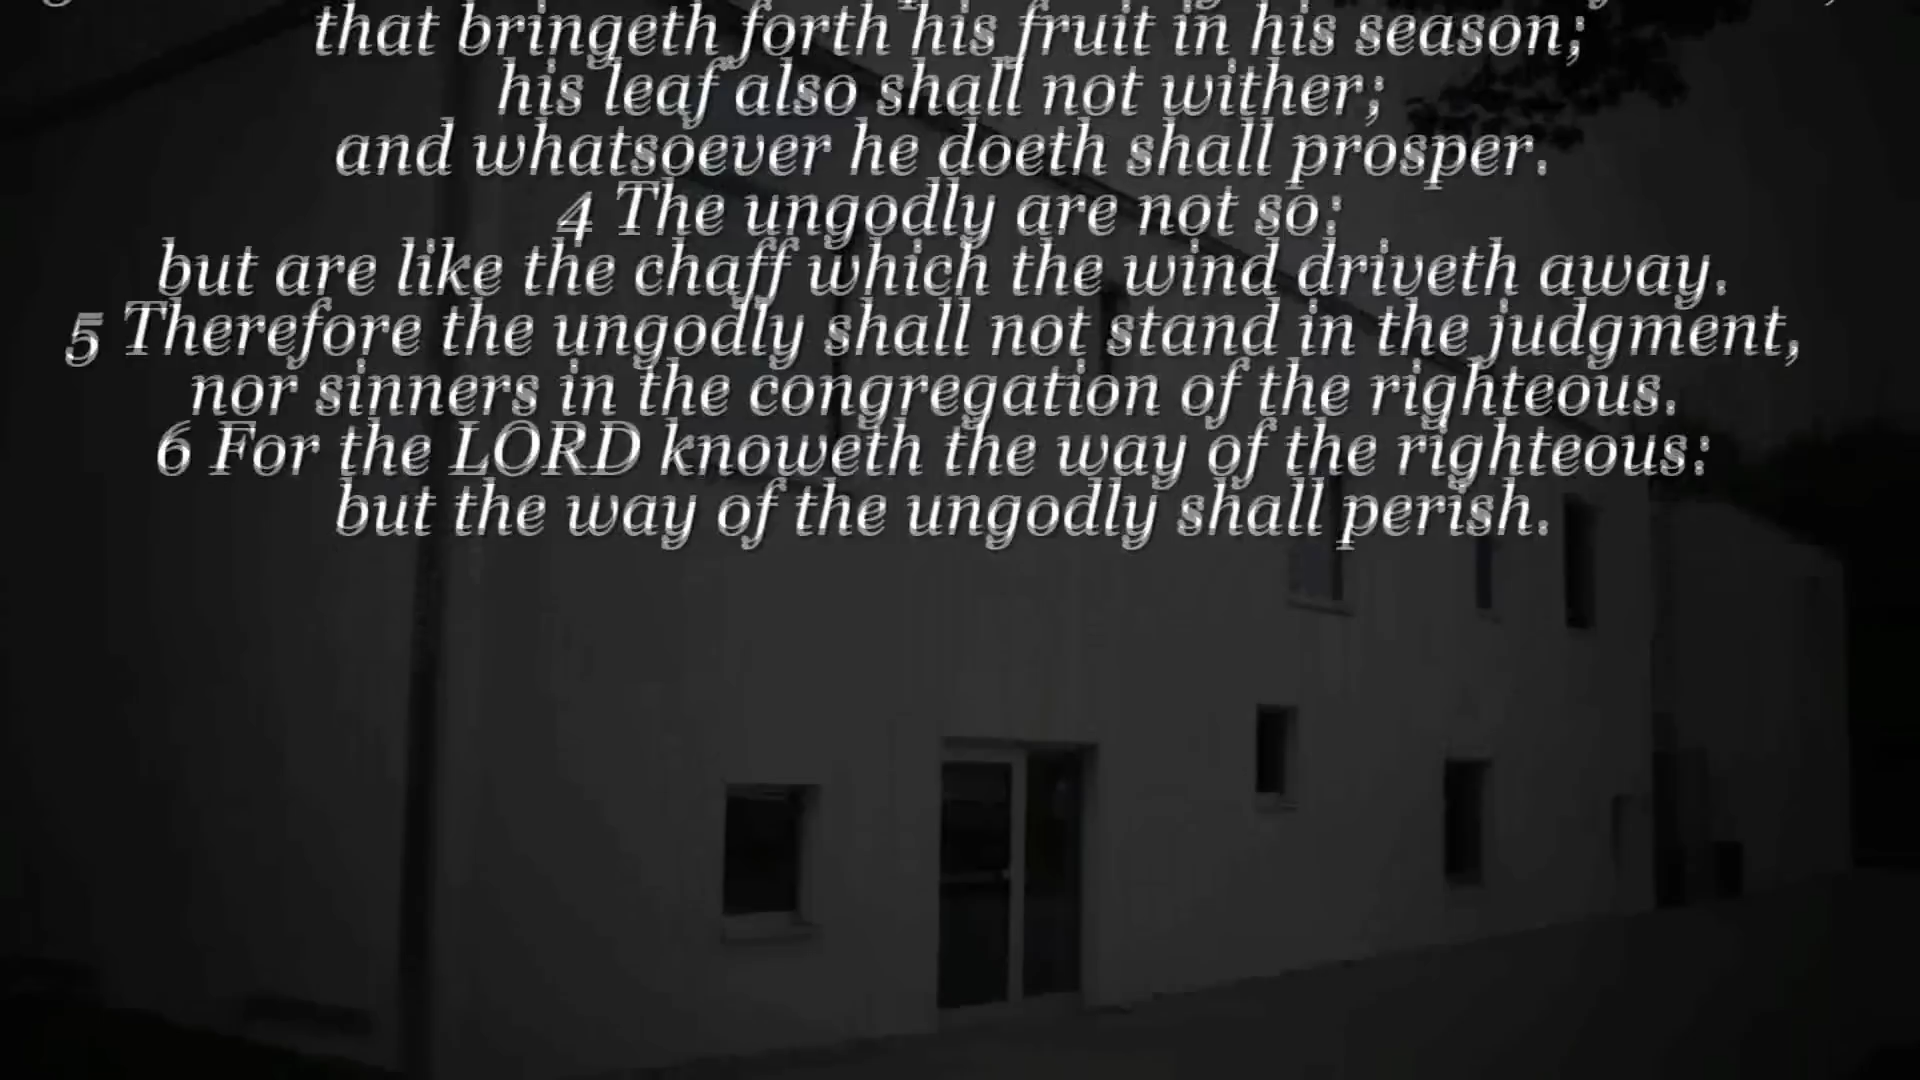 that bringeth forth his fruit in his season;
his leaf also shall not wither;
and whatsoever he doeth shall prosper.
4 The ungodly are not so:
but are like the chaff which the wind driveth away.
5 Therefore the ungodly shall not stand in the judgment,
nor sinners in the congregation of the righteous.
6 For the LORD knoweth the way of the righteous:
but the way of the ungodly shall perish.